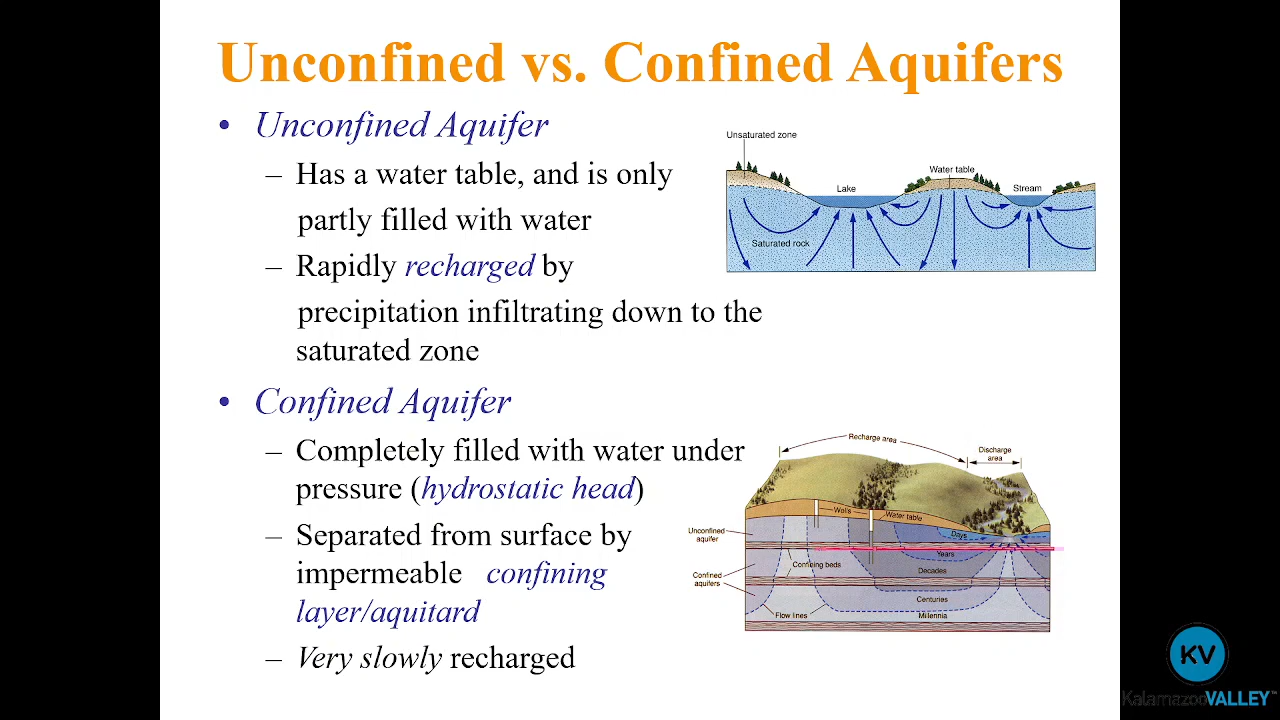 Unconfined vs. Confined Aquifers
• Unconfined Aquifer
– Has a water table, and is only
partly filled with water
– Rapidly recharged by
precipitation infiltrating down to the
saturated zone
• Confined Aquifer
– Completely filled with water under
pressure (hydrostatic head)
– Separated from surface by
impermeable confining
layer/aquitard
– Very slowly recharged
Unsaturated zone
Lake
Water table
Stream
Saturated rock
Recharge area
Discharge
area
Wells
Water table
Unconfined
aquifer
Days
Years
Confining beds
Decades
Confined
aquifers
Centuries
Flow lines
Millennia
KV
KalamazooVALLEY™